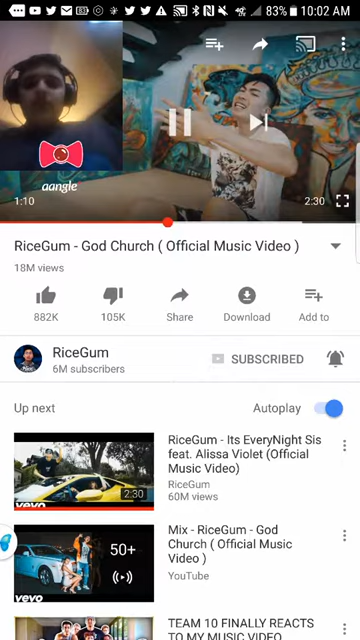 83% 10:02 AM
aangle
1:10
2:30
RiceGum - God Church ( Official Music Video )
18M views
882K
105K
Share
Download
Add to
RiceGum
6M subscribers
SUBSCRIBED
Up next
Autoplay
RiceGum - Its EveryNight Sis
feat. Alissa Violet (Official
Music Video)
RiceGum
60M views
2:30
vevo
Mix - RiceGum - God
Church ( Official Music
Video )
YouTube
50+
vevo
TEAM 10 FINALLY REACTS
TO MY MUSIC VIDEO